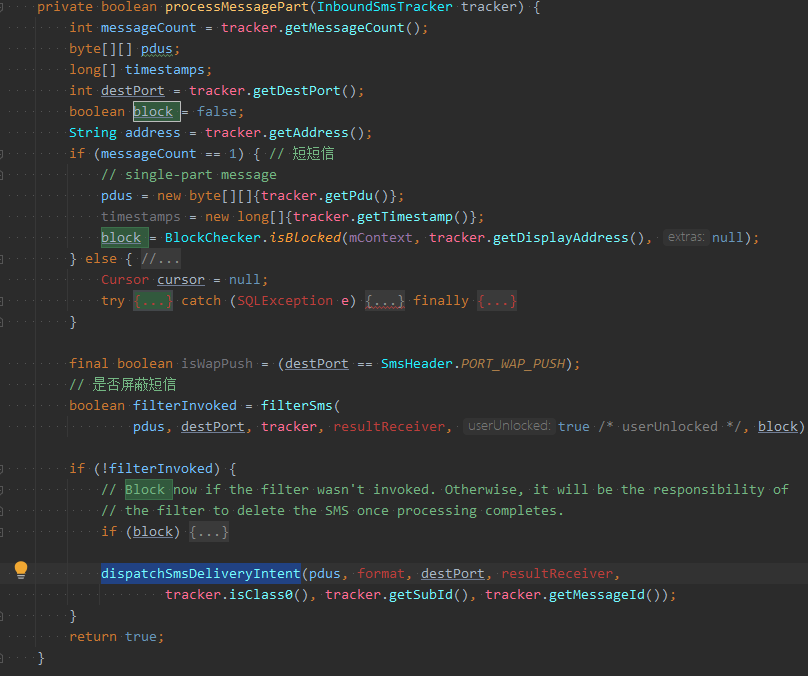 private boolean processMessagePart(InboundSmsTracker tracker) {
int messageCount = tracker.getMessageCount();
byte[][] pdus;
long[] timestamps;
int destPort = tracker.getDestPort();
boolean block = false;
String address = tracker.getAddress();
if (messageCount == 1) { // 短短信
// single-part message
pdus = new byte[][]{tracker.getPdu()};
timestamps = new long[]{tracker.getTimestamp()};
block = BlockChecker.isBlocked(mContext, tracker.getDisplayAddress(), extras: null);
} else { //...
Cursor cursor = null;
try {...} catch (SQLException e) {...} finally {...}
}
final boolean isWapPush = (destPort == SmsHeader.PORT_WAP_PUSH);
// 是否屏蔽短信
boolean filterInvoked = filterSms(
pdus, destPort, tracker, resultReceiver, userUnlocked: true /* userUnlocked */, block)
if (!filterInvoked) {
// Block now if the filter wasn't invoked. Otherwise, it will be the responsibility of
// the filter to delete the SMS once processing completes.
if (block) {...}
dispatchSmsDeliveryIntent(pdus, format, destPort, resultReceiver,
tracker.isClass0(), tracker.getSubId(), tracker.getMessageId());
}
return true;
}